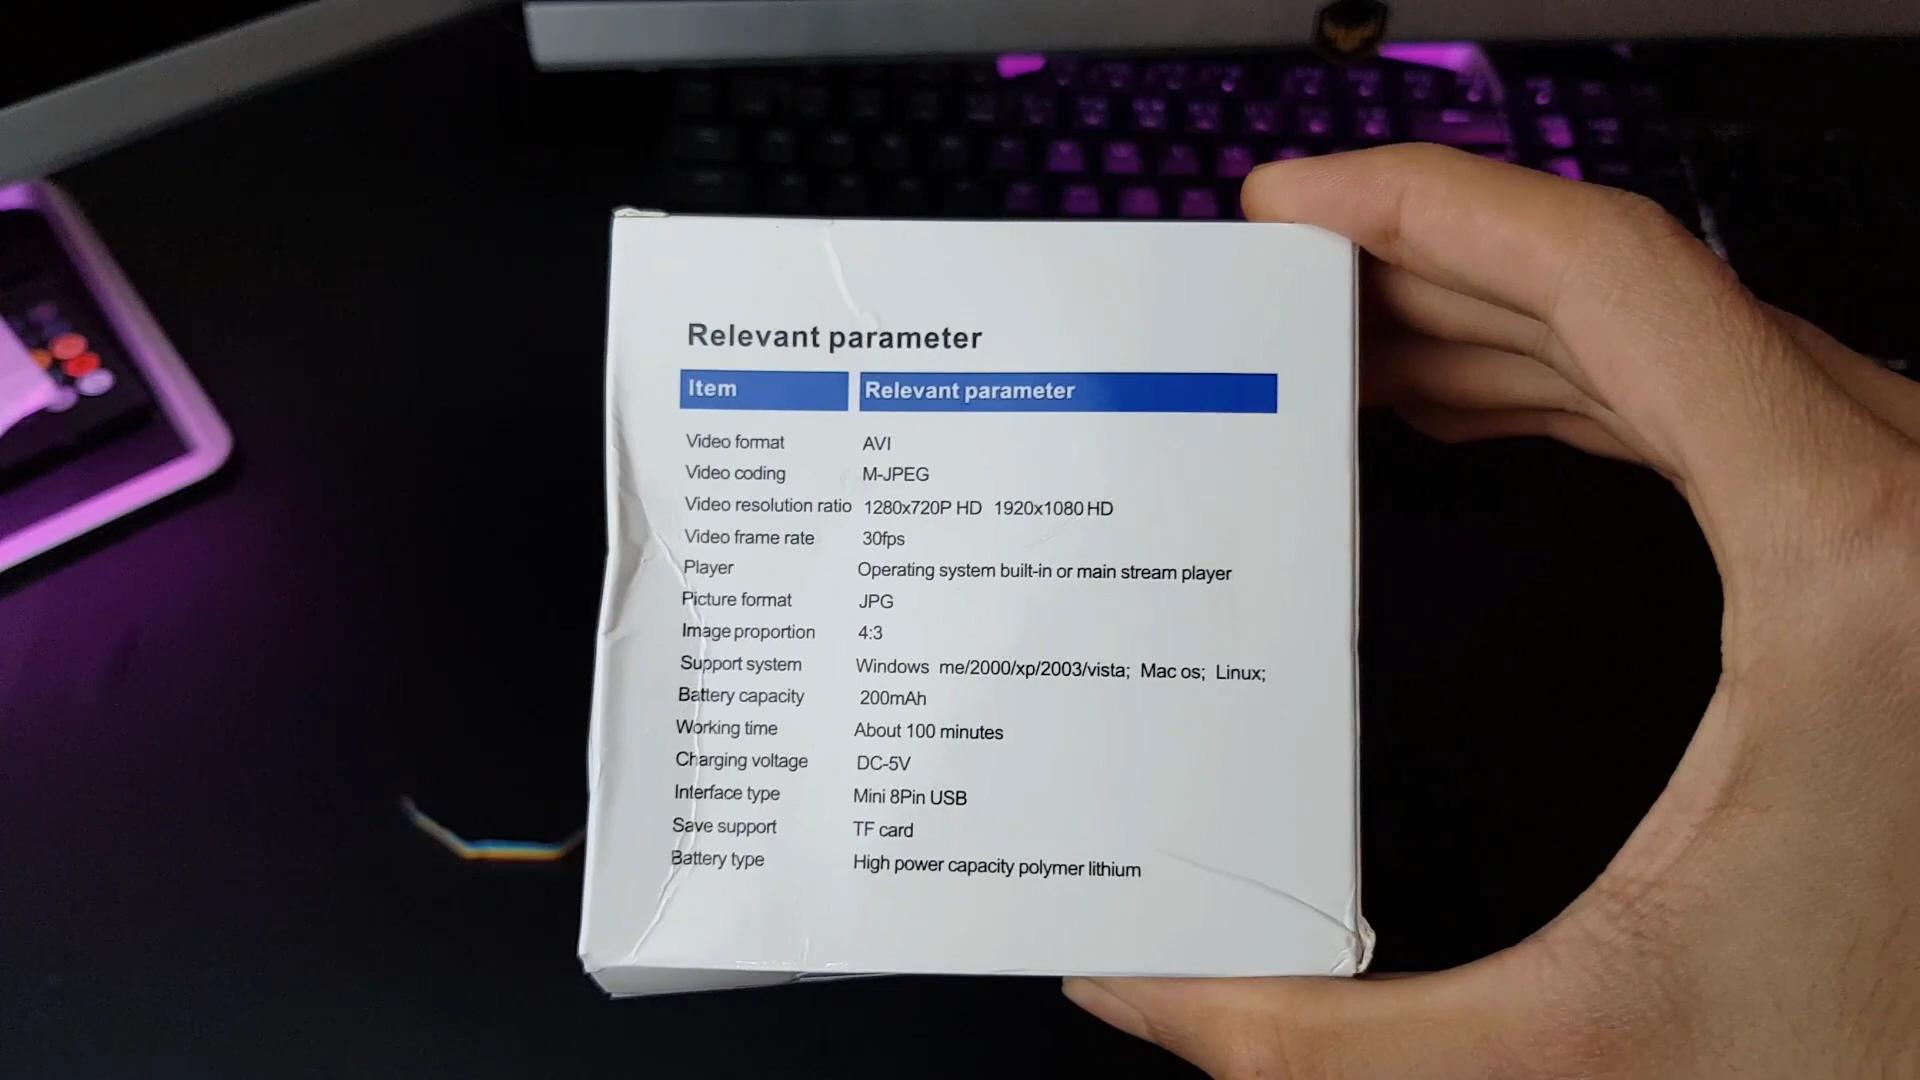 Relevant parameter
Item Relevant parameter
Video format AVI
Video coding M-JPEG
Video resolution ratio 1280x720P HD 1920x1080 HD
Video frame rate 30fps
Player Operating system built-in or main stream player
Picture format JPG
Image proportion 4:3
Support system Windows me/2000/xp/2003/vista; Mac os; Linux;
Battery capacity 200mAh
Working time About 100 minutes
Charging voltage DC-5V
Interface type Mini 8Pin USB
Save support TF card
Battery type High power capacity polymer lithium